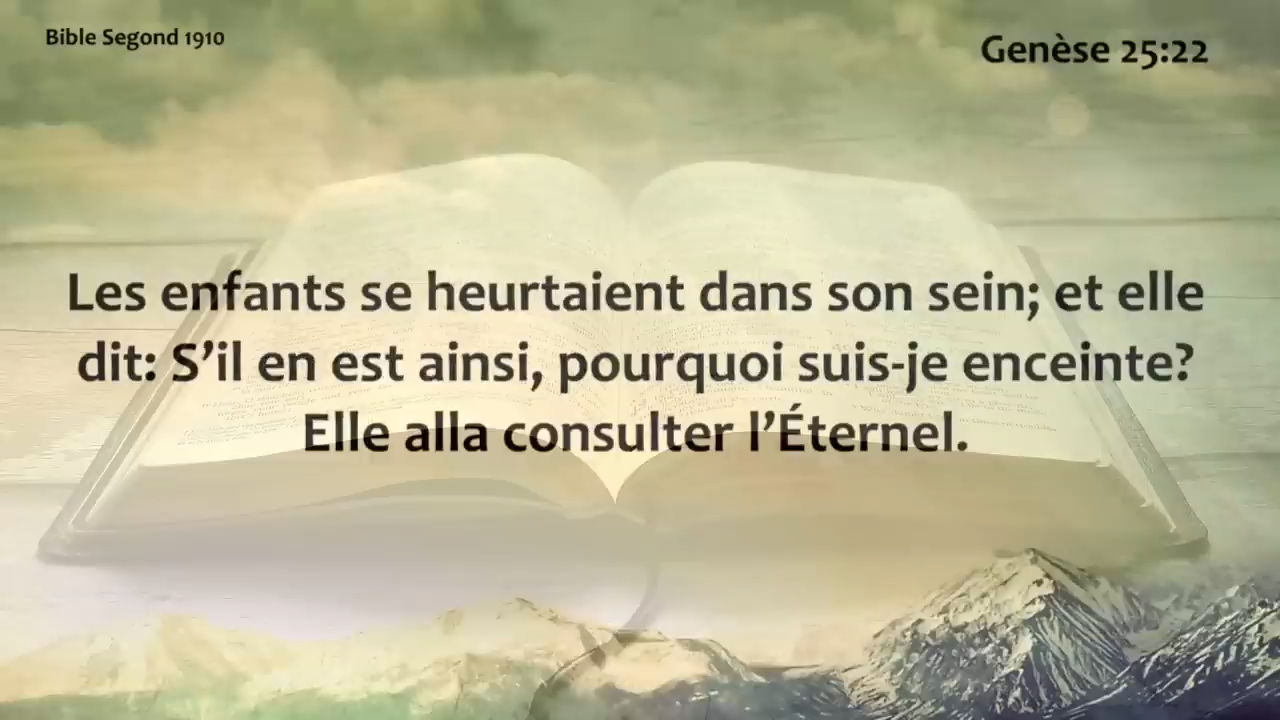 Bible Segond 1910
Genèse 25:22
Les enfants se heurtaient dans son sein; et elle
dit: S’il en est ainsi, pourquoi suis-je enceinte?
Elle alla consulter l’Éternel.